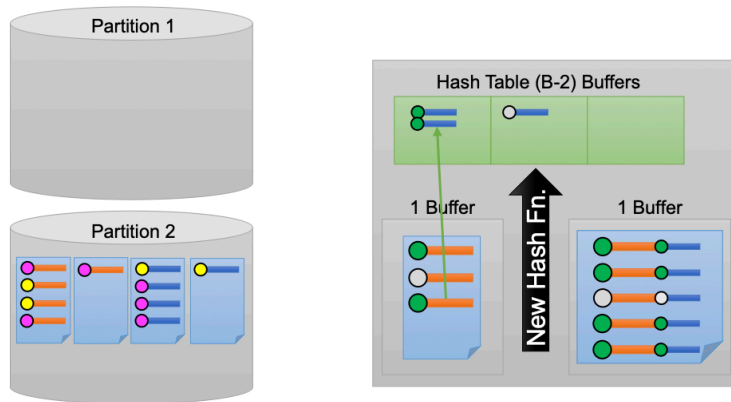 Partition 1
Hash Table (B-2) Buffers
1 Buffer
New Hash Fn.
1 Buffer
Partition 2